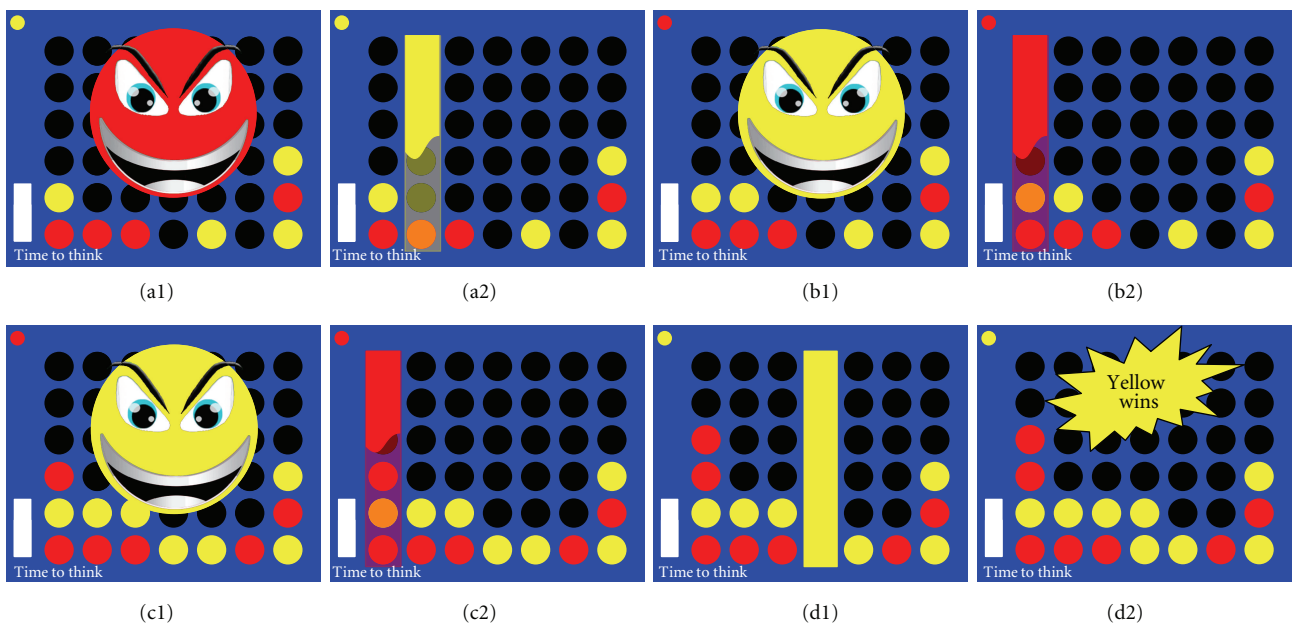 Time to think
Time to think
Time to think
Time to think
(a1)
(a2)
(b1)
(b2)
Yellow
wins
Time to think
Time to think
Time to think
Time to think
(c1)
(c2)
(d1)
(d2)